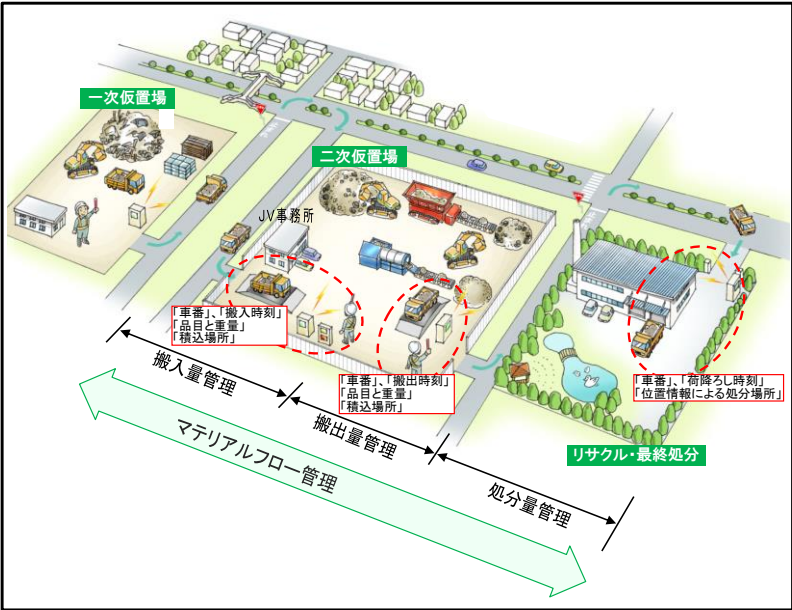 一次仮置場
二次仮置場
JV事務所
「車番」、「搬入時刻」
「品目と重量」
「積込場所」
「車番」、「搬出時刻」
「品目と重量」
「積込場所」
「車番」、「荷降ろし時刻」
「位置情報による処分場所」
リサクル・最終処分
搬入量管理
搬出量管理
処分量管理
マテリアルフロー管理